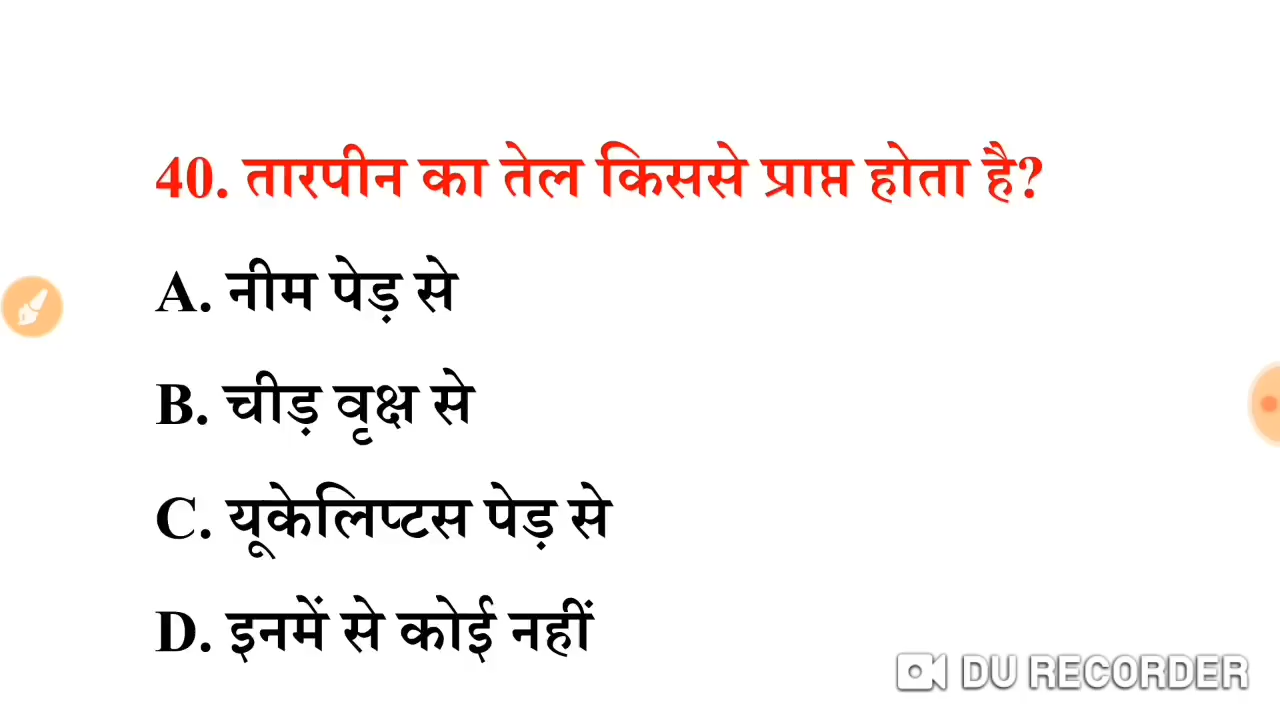 40. तारपीन का तेल किससे प्राप्त होता है?
A. नीम पेड़ से
B. चीड़ वृक्ष से
C. यूकेलिप्टस पेड़ से
D. इनमें से कोई नहीं
DU RECORDER